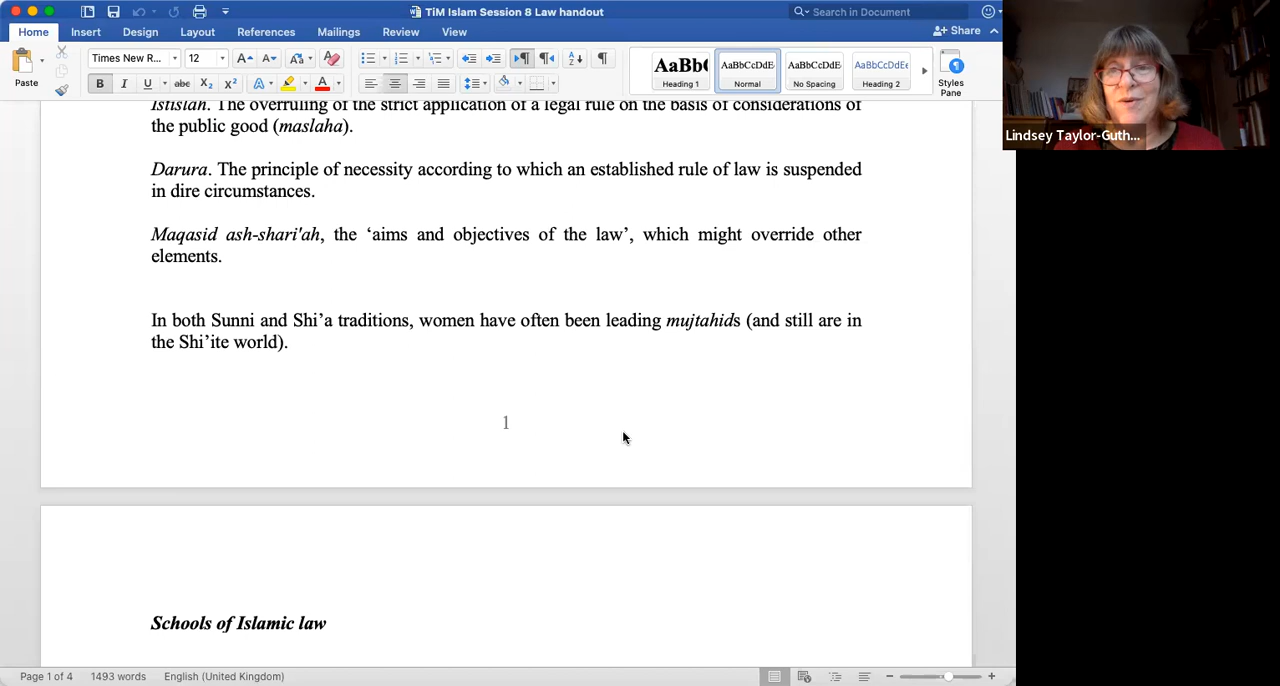 TiM Islam Session 8 Law handout
Search in Document
Home Insert Design Layout References Mailings Review View
Share
Paste
Times New R... 12
AaBbC AaBbCcDdE AaBbCcDdE AaBbCcDdEe
Heading 1 Normal No Spacing Heading 2
Styles
Pane
Lindsey Taylor-Guth...
Istislah. The overruling of the strict application of a legal rule on the basis of considerations of
the public good (maslaha).
Darura. The principle of necessity according to which an established rule of law is suspended
in dire circumstances.
Maqasid ash-shari'ah, the ‘aims and objectives of the law’, which might override other
elements.
In both Sunni and Shi’a traditions, women have often been leading mujtahids (and still are in
the Shi’ite world).
1
Schools of Islamic law
Page 1 of 4 1493 words English (United Kingdom)